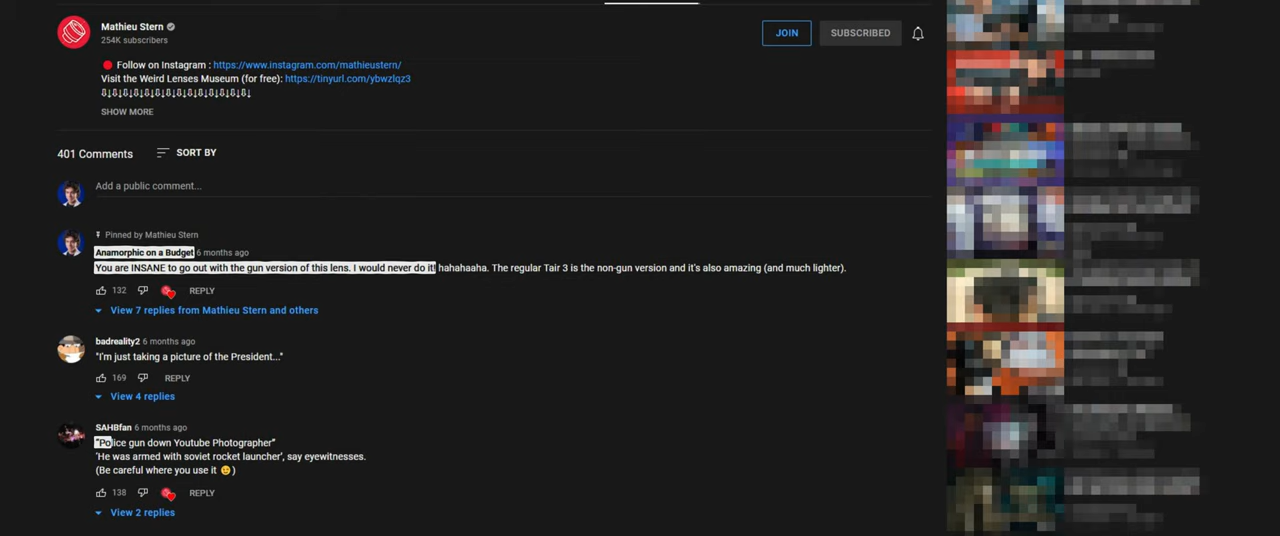 Mathieu Stern
254K subscribers
JOIN
SUBSCRIBED
Follow on Instagram : https://www.instagram.com/mathieustern/
Visit the Weird Lenses Museum (for free): https://tinyurl.com/ybwzlqz3
SHOW MORE
401 Comments
SORT BY
Add a public comment...
Pinned by Mathieu Stern
Anamorphic on a Budget 6 months ago
You are INSANE to go out with the gun version of this lens. I would never do it! hahahaaha. The regular Tair 3 is the non-gun version and it's also amazing (and much lighter).
132
REPLY
View 7 replies from Mathieu Stern and others
badreality2 6 months ago
"I'm just taking a picture of the President..."
169
REPLY
View 4 replies
SAHBfan 6 months ago
"Police gun down Youtube Photographer"
'He was armed with soviet rocket launcher', say eyewitnesses.
(Be careful where you use it 😉)
138
REPLY
View 2 replies